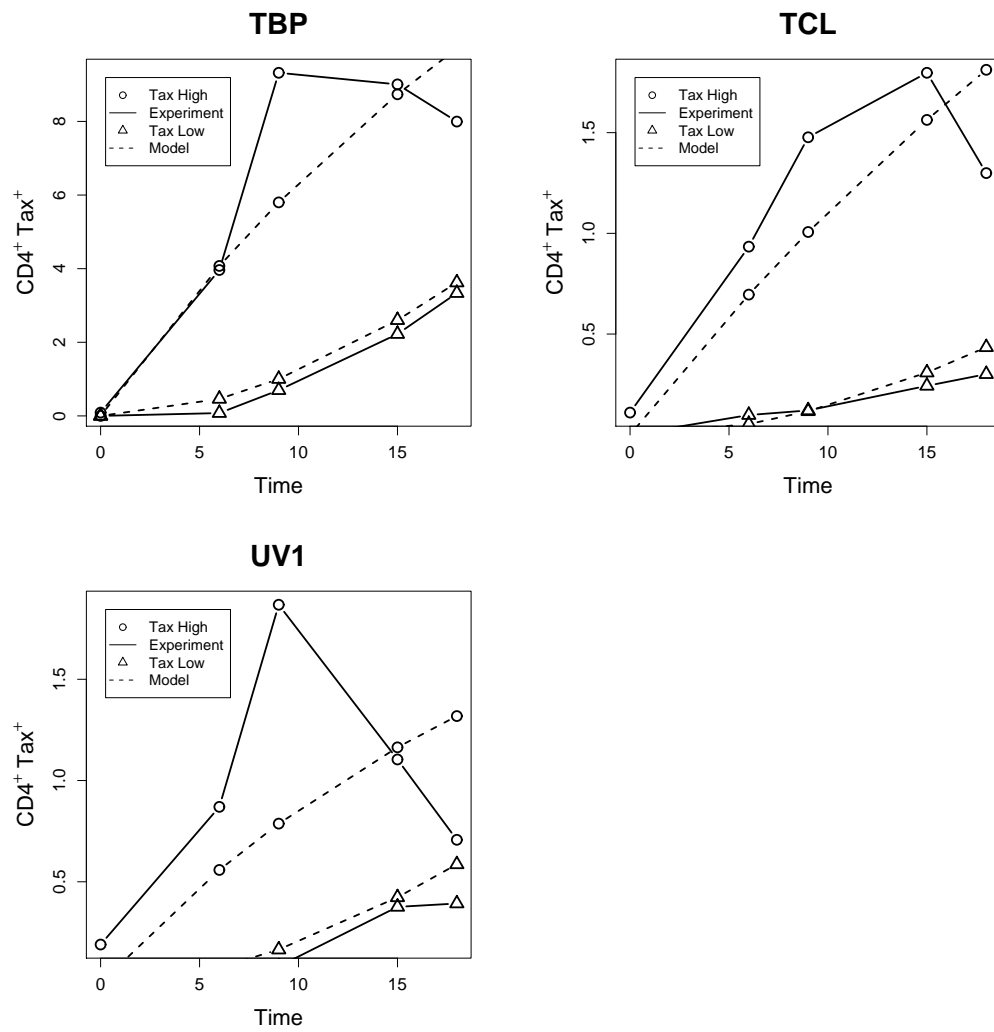 TBP
Tax High
Experiment
Tax Low
Model
CD4⁺ Tax⁺
8
6
4
2
0
0 5 10 15
Time
TCL
Tax High
Experiment
Tax Low
Model
CD4⁺ Tax⁺
1.5
1.0
0.5
0 5 10 15
Time
UV1
Tax High
Experiment
Tax Low
Model
CD4⁺ Tax⁺
1.5
1.0
0.5
0 5 10 15
Time